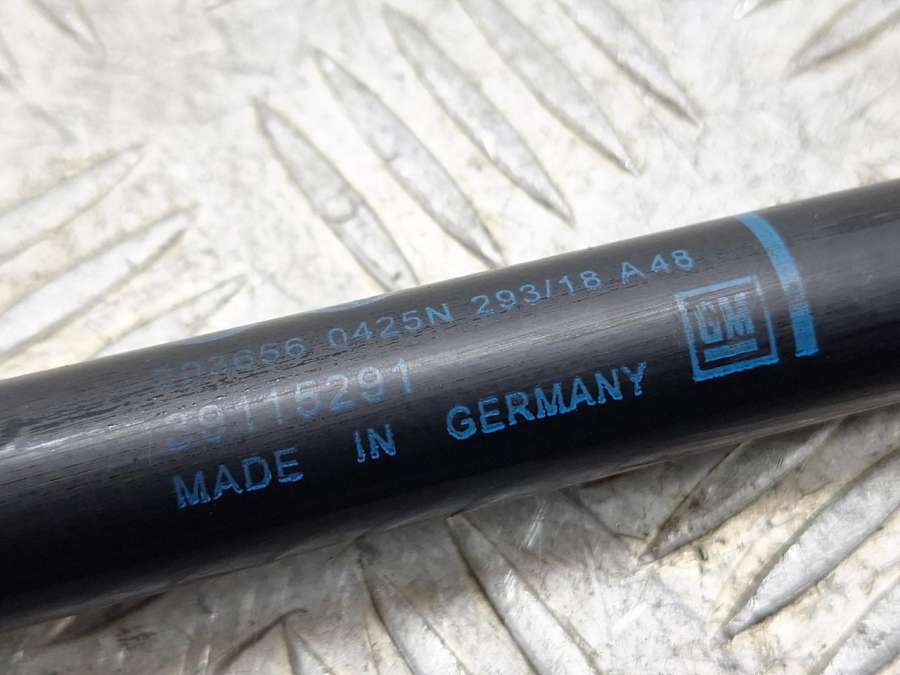 0425N 293/18 A48
39115291
MADE IN GERMANY
GM